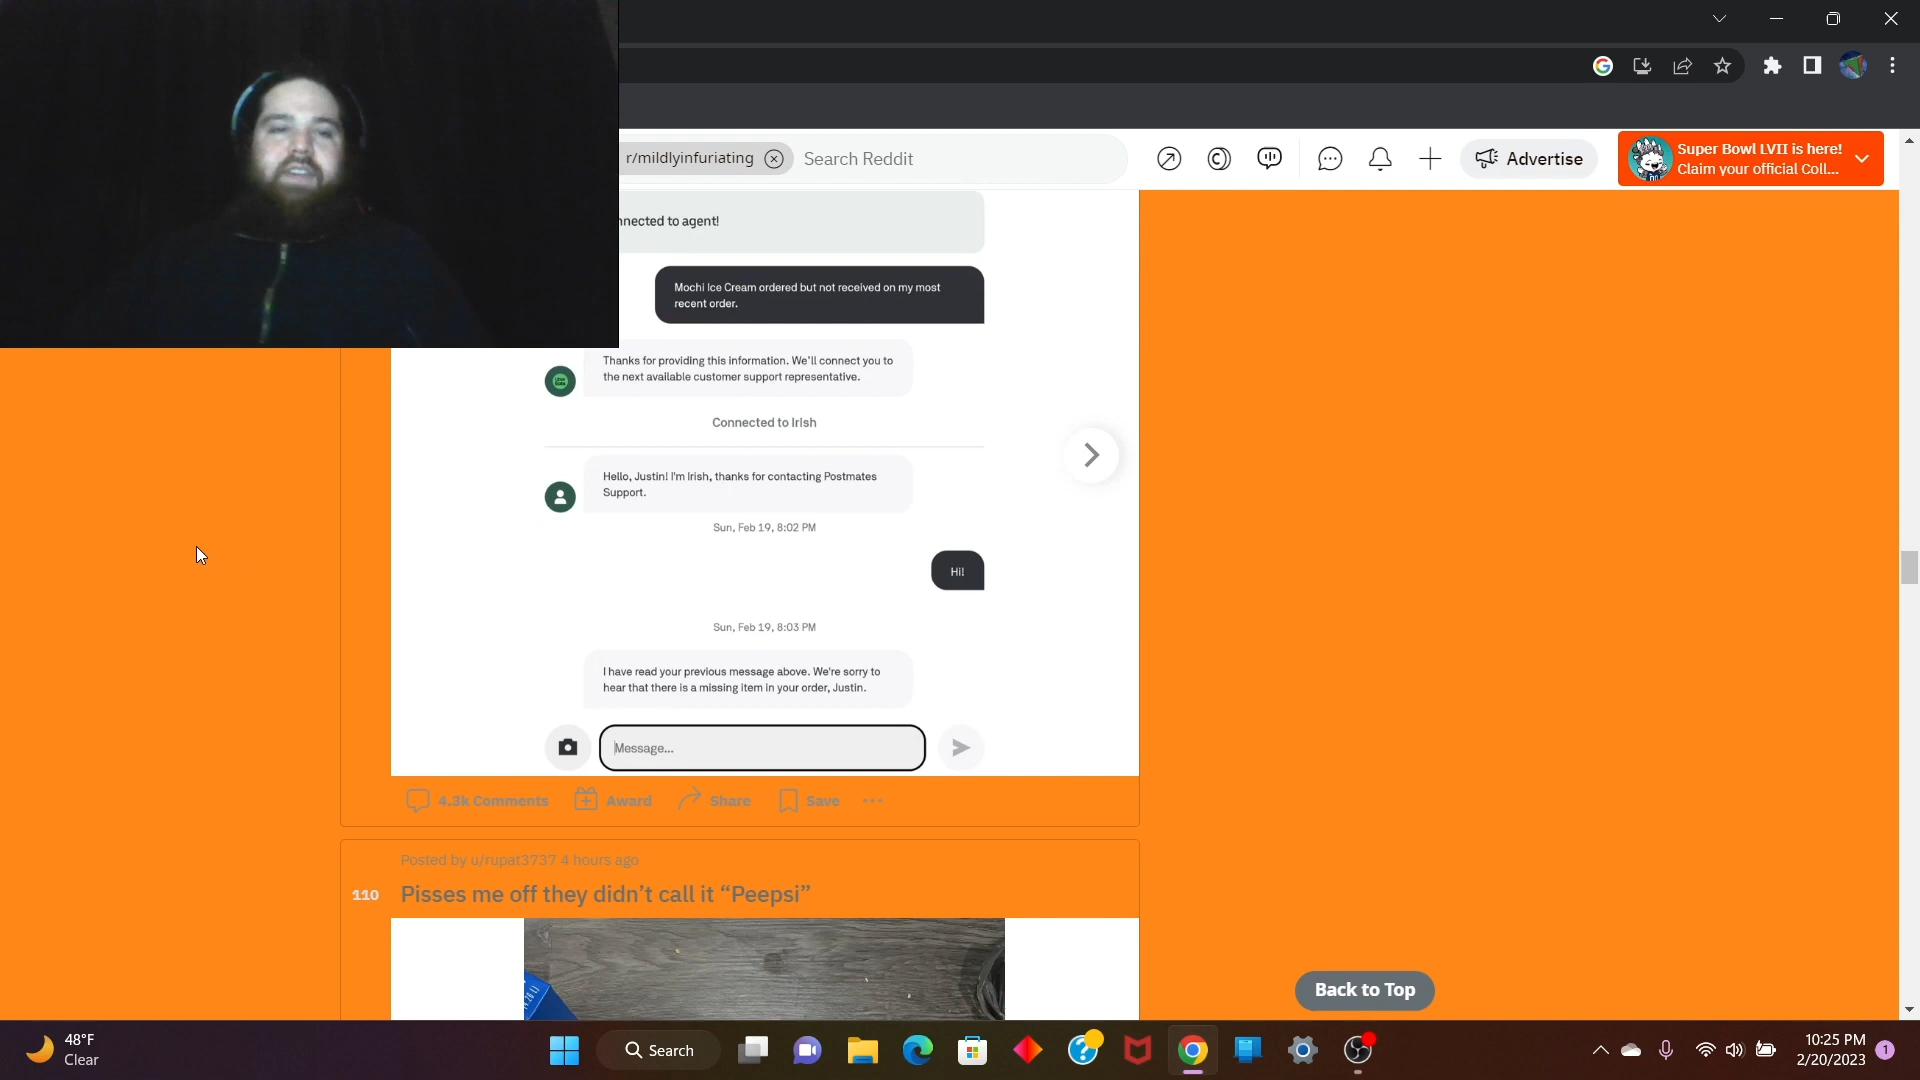 r/mildlyinfuriating
Search Reddit
Advertise
Super Bowl LVII is here!
Claim your official Coll...
nnected to agent!
Mochi Ice Cream ordered but not received on my most
recent order.
Thanks for providing this information. We'll connect you to
the next available customer support representative.
Connected to Irish
Hello, Justin! I'm Irish, thanks for contacting Postmates
Support.
Sun, Feb 19, 8:02 PM
Hi!
Sun, Feb 19, 8:03 PM
I have read your previous message above. We're sorry to
hear that there is a missing item in your order, Justin.
Message...
4.3k Comments Award Share Save
Posted by u/rupat3737 4 hours ago
110 Pisses me off they didn't call it “Peepsi”
Back to Top
48°F
Clear
Search
10:25 PM
2/20/2023
1